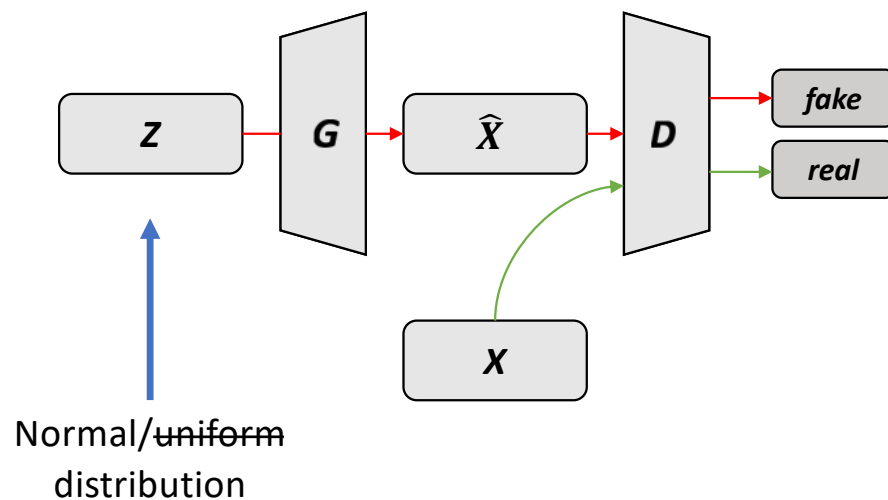 Z
G
X̂
D
fake
real
X
Normal/uniform
distribution